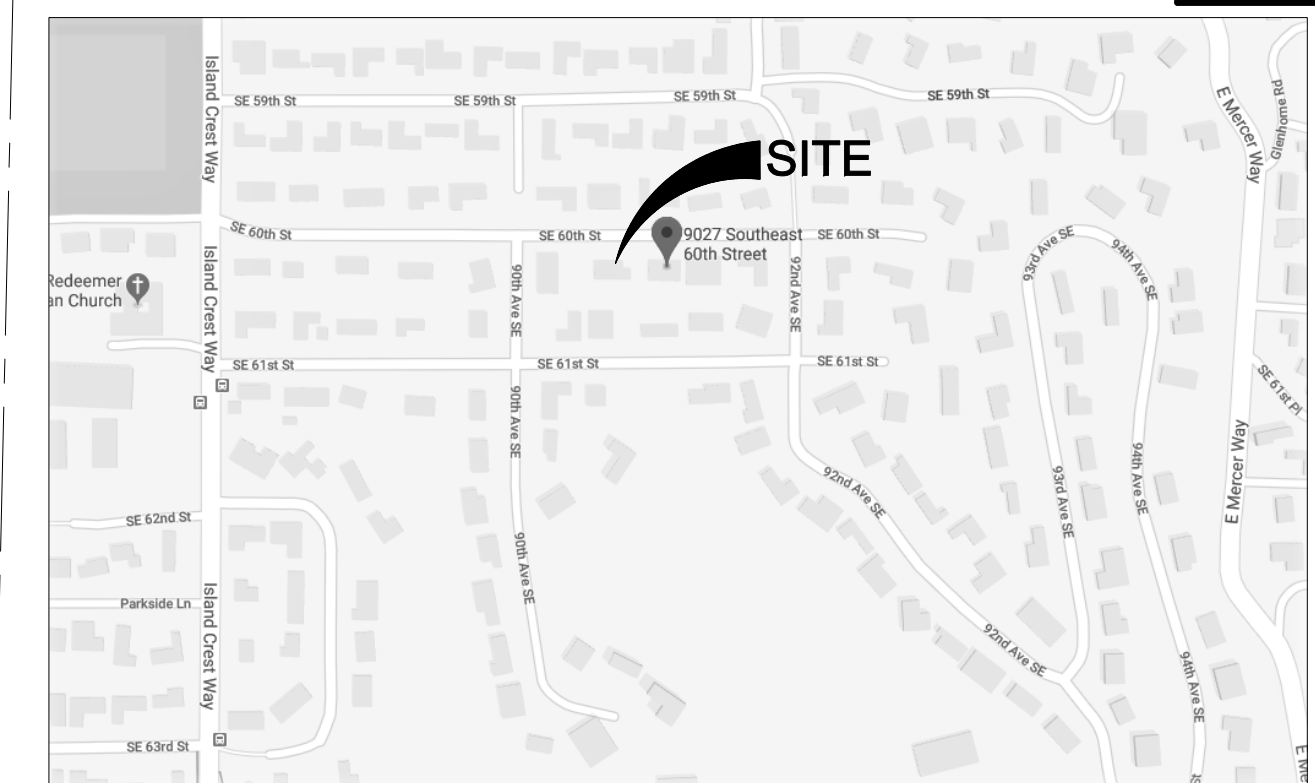 Island Crest Way
SE 59th St
SE 59th St
SE 59th St
SE 59th St
E Mercer Way
Glenhorne Rd
SITE
SE 60th St
SE 60th St
9027 Southeast
60th Street
SE 60th St
Redeemer
an Church
Island Crest Way
90th Ave SE
92nd Ave SE
93rd Ave SE
94th Ave SE
SE 61st St
SE 61st St
SE 61st St
SE 61st Pl
90th Ave SE
92nd Ave SE
93rd Ave SE
94th Ave SE
E Mercer Way
SE 62nd St
90th Ave SE
Parkside Ln
Island Crest Way
92nd Ave SE
94th Ave SE
SE 63rd St